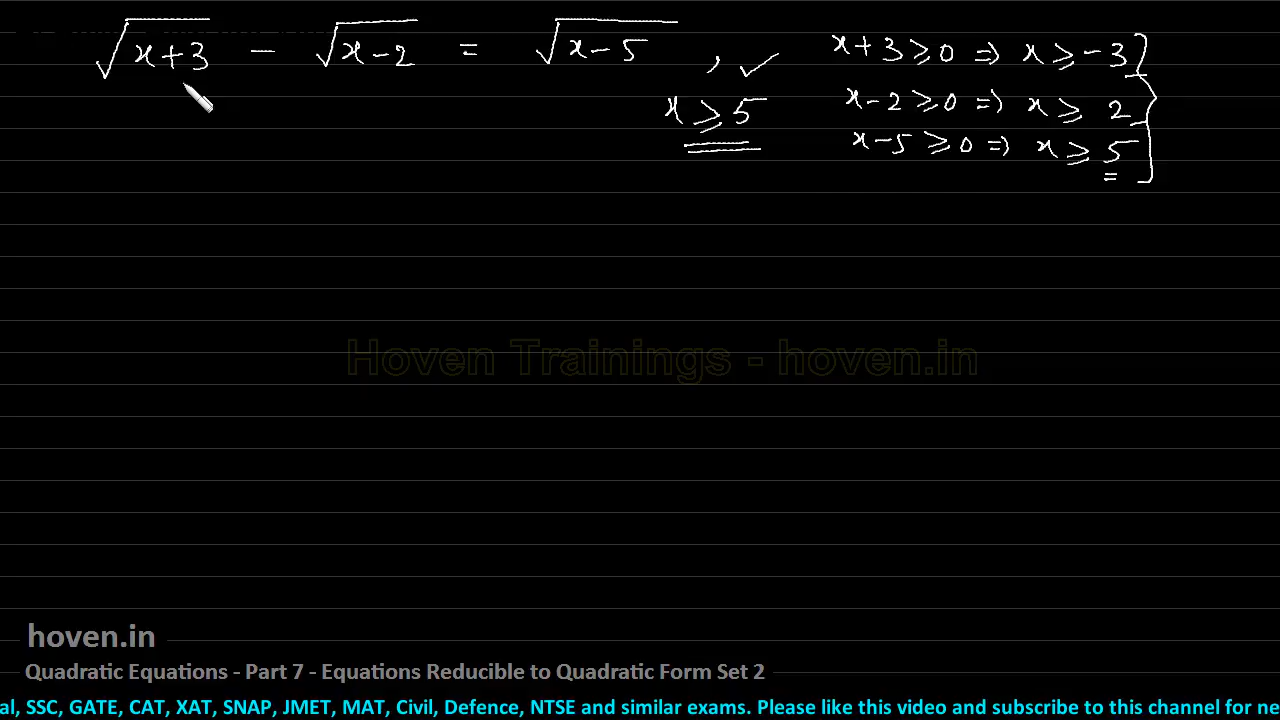 √(x+3) - √(x-2) = √(x-5) , ✓ x+3 ≥ 0 ⇒ x ≥ -3
x ≥ 5 x-2 ≥ 0 ⇒ x ≥ 2
x-5 ≥ 0 ⇒ x ≥ 5
Hoven Trainings - hoven.in
hoven.in
Quadratic Equations - Part 7 - Equations Reducible to Quadratic Form Set 2
al, SSC, GATE, CAT, XAT, SNAP, JMET, MAT, Civil, Defence, NTSE and similar exams. Please like this video and subscribe to this channel for ne